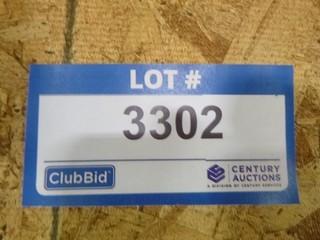 LOT #
3302
ClubBid
CENTURY
AUCTIONS
A DIVISION OF CENTURY SERVICES